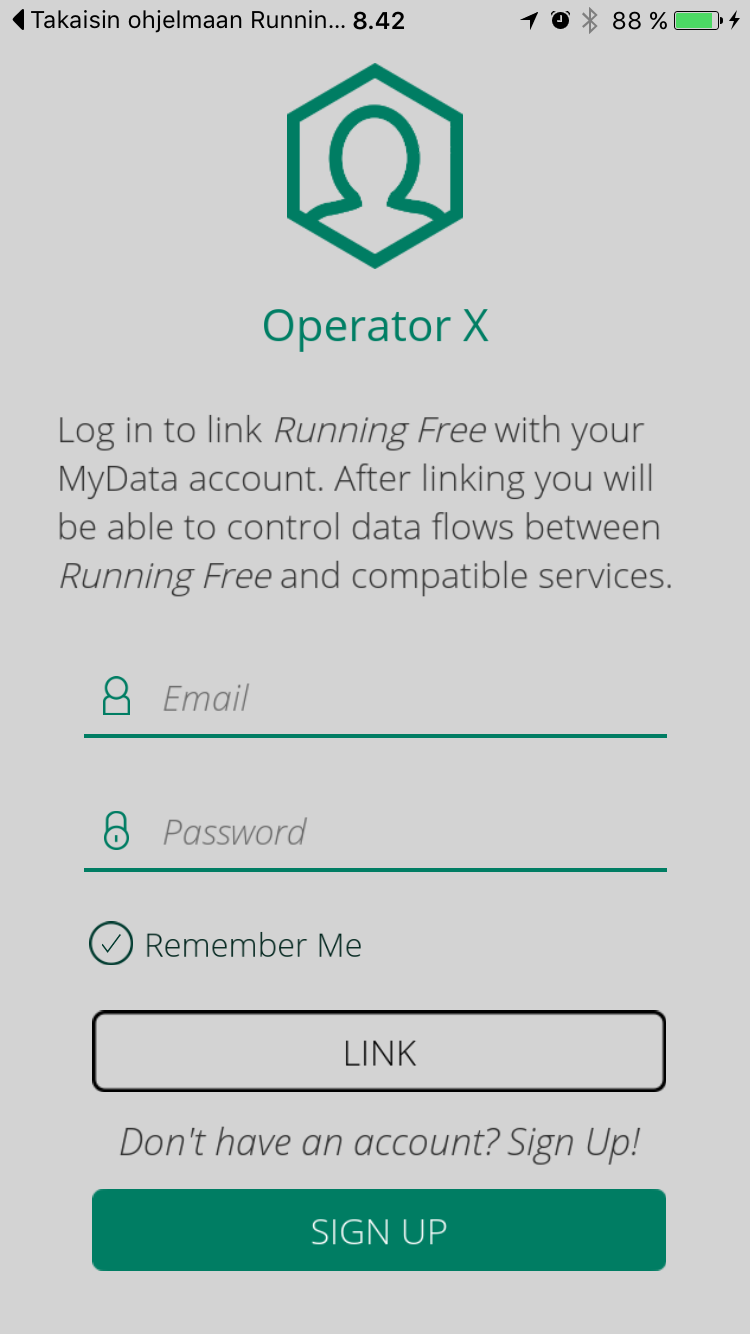 Takaisin ohjelmaan Runnin... 8.42 88 %
Operator X
Log in to link Running Free with your
MyData account. After linking you will
be able to control data flows between
Running Free and compatible services.
Email
Password
Remember Me
LINK
Don't have an account? Sign Up!
SIGN UP